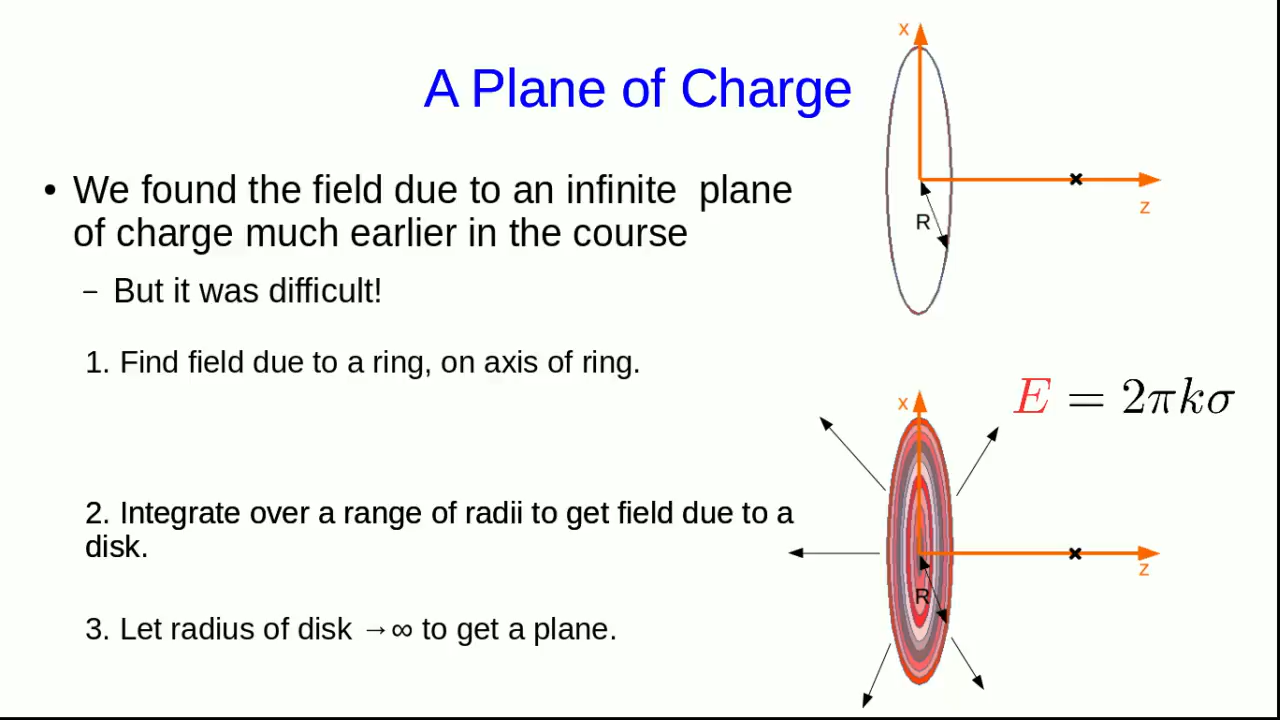 A Plane of Charge
• We found the field due to an infinite plane
of charge much earlier in the course
– But it was difficult!
1. Find field due to a ring, on axis of ring.
2. Integrate over a range of radii to get field due to a
disk.
3. Let radius of disk →∞ to get a plane.
x
R
z
E = 2πkσ
x
z
R